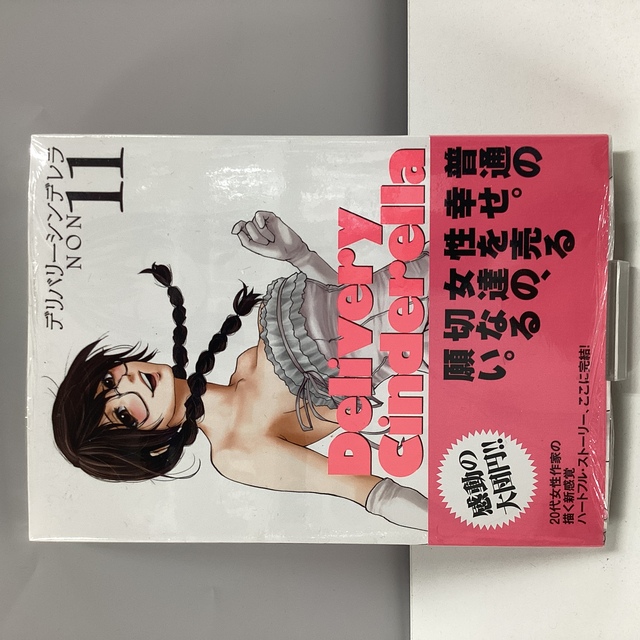 デリバリーシンデレラ
NON
11
Delivery
Cinderella
普通の
幸せ。
性を売る
女達の、
切なる
願い。
感動の
大団円!!
20代女性作家の
描く新感覚
ハートフル・ストーリー、ここに完結!